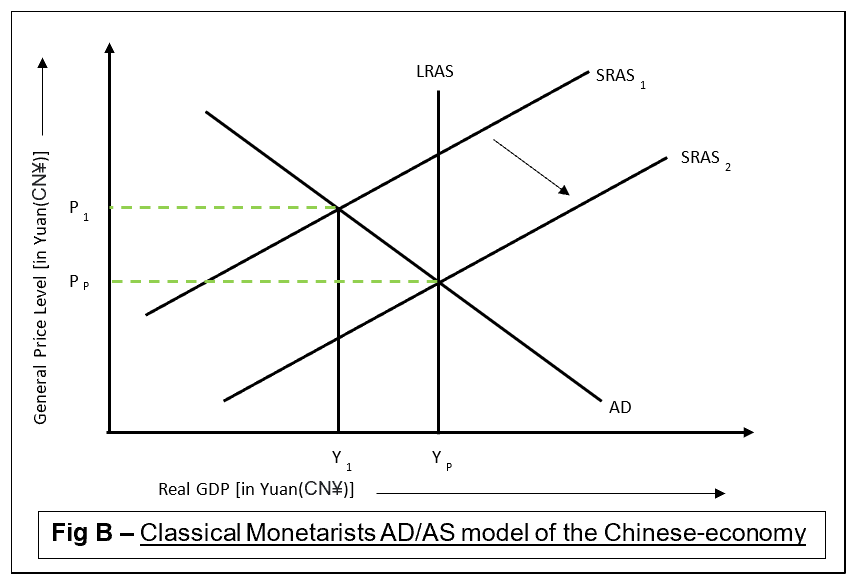 LRAS
SRAS 1
SRAS 2
General Price Level [in Yuan(CN¥)]
P 1
P P
AD
Y 1
Y P
Real GDP [in Yuan(CN¥)]
Fig B – Classical Monetarists AD/AS model of the Chinese-economy